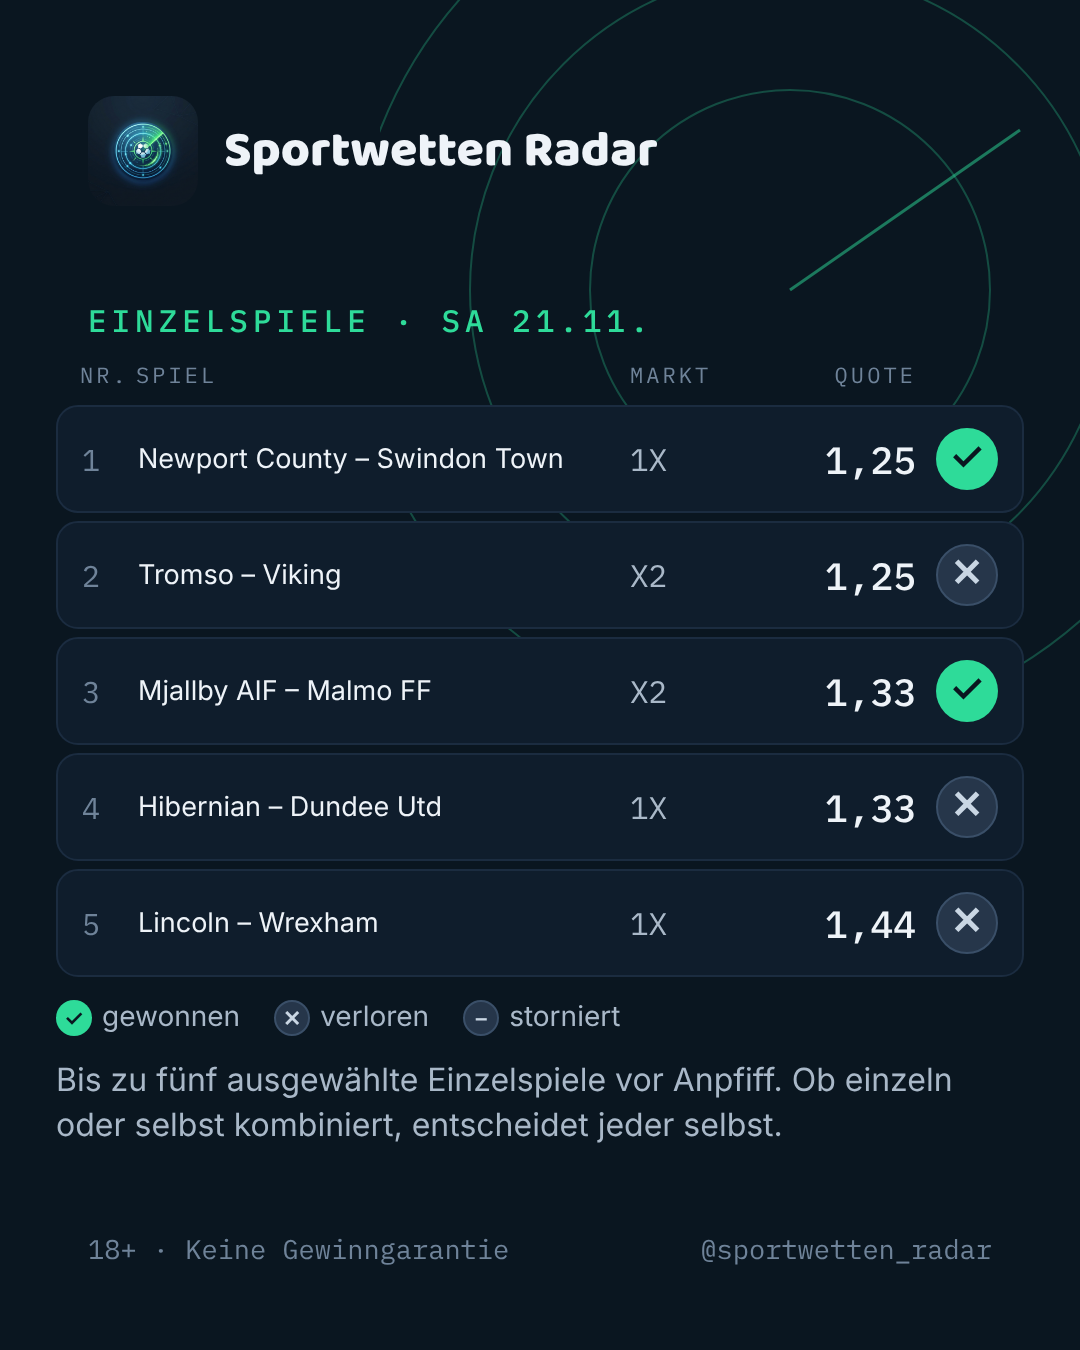 Sportwetten Radar
EINZELSPIELE · SA 21.11.
NR. SPIEL MARKT QUOTE
1 Newport County – Swindon Town 1X 1,25
2 Tromso – Viking X2 1,25
3 Mjallby AIF – Malmo FF X2 1,33
4 Hibernian – Dundee Utd 1X 1,33
5 Lincoln – Wrexham 1X 1,44
gewonnen verloren storniert
Bis zu fünf ausgewählte Einzelspiele vor Anpfiff. Ob einzeln
oder selbst kombiniert, entscheidet jeder selbst.
18+ · Keine Gewinngarantie @sportwetten_radar